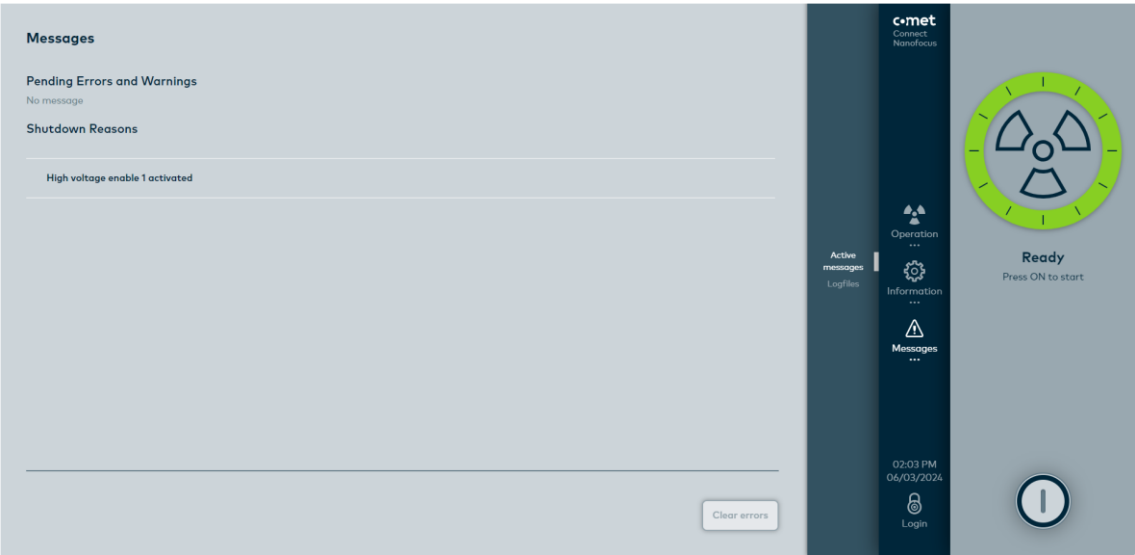 Messages
Pending Errors and Warnings
No message
Shutdown Reasons
High voltage enable 1 activated
Clear errors
Active
messages
Logfiles
comet
Connect
Nanofocus
Operation
...
Information
...
Messages
...
02:03 PM
06/03/2024
Login
Ready
Press ON to start